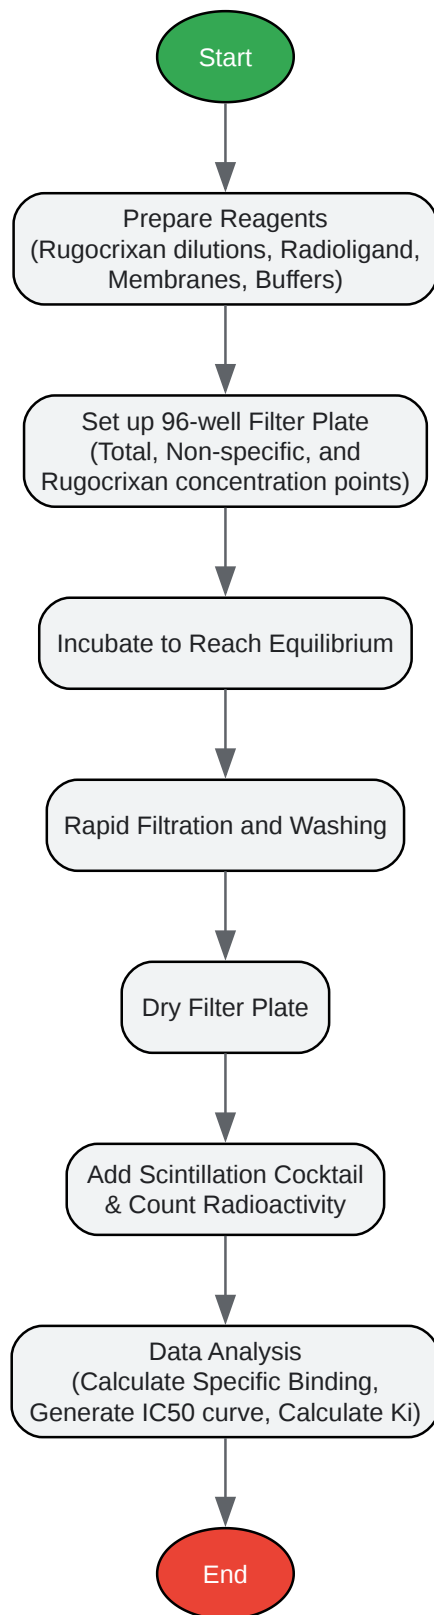 Start
Prepare Reagents
(Rugocrixan dilutions, Radioligand,
Membranes, Buffers)
Set up 96-well Filter Plate
(Total, Non-specific, and
Rugocrixan concentration points)
Incubate to Reach Equilibrium
Rapid Filtration and Washing
Dry Filter Plate
Add Scintillation Cocktail
& Count Radioactivity
Data Analysis
(Calculate Specific Binding,
Generate IC50 curve, Calculate Ki)
End